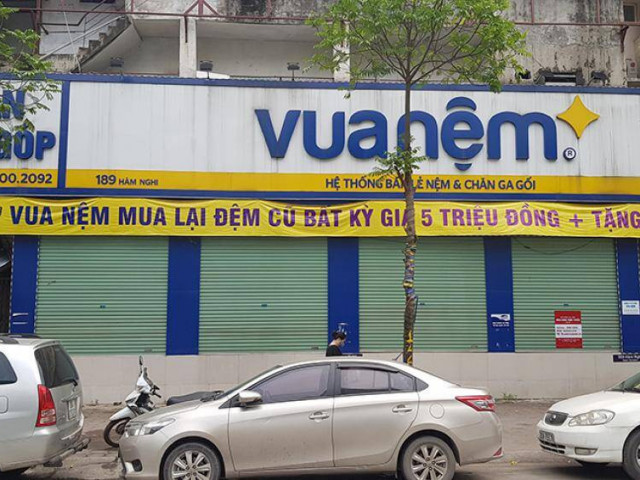 GÓP
00.2092
vuanệm
®
189 HÀM NGHI
HỆ THỐNG BÁN LẺ NỆM & CHĂN GA GỐI
VUA NỆM MUA LẠI ĐỆM CŨ BẤT KỲ GIÁ 5 TRIỆU ĐỒNG + TẶNG